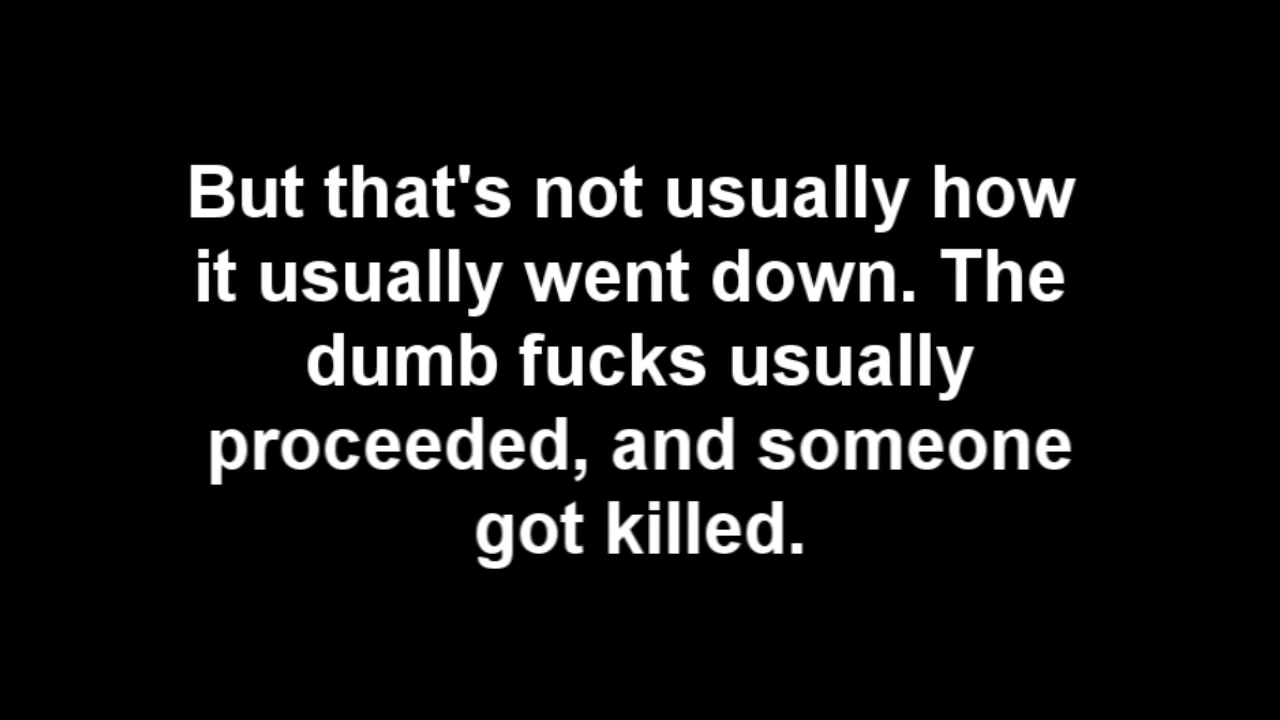 But that's not usually how
it usually went down. The
dumb fucks usually
proceeded, and someone
got killed.